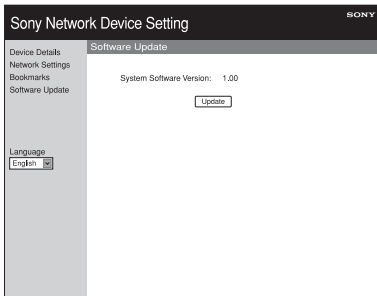 Sony Network Device Setting
SONY
Device Details
Network Settings
Bookmarks
Software Update
Language
English
Software Update
System Software Version: 1.00
Update